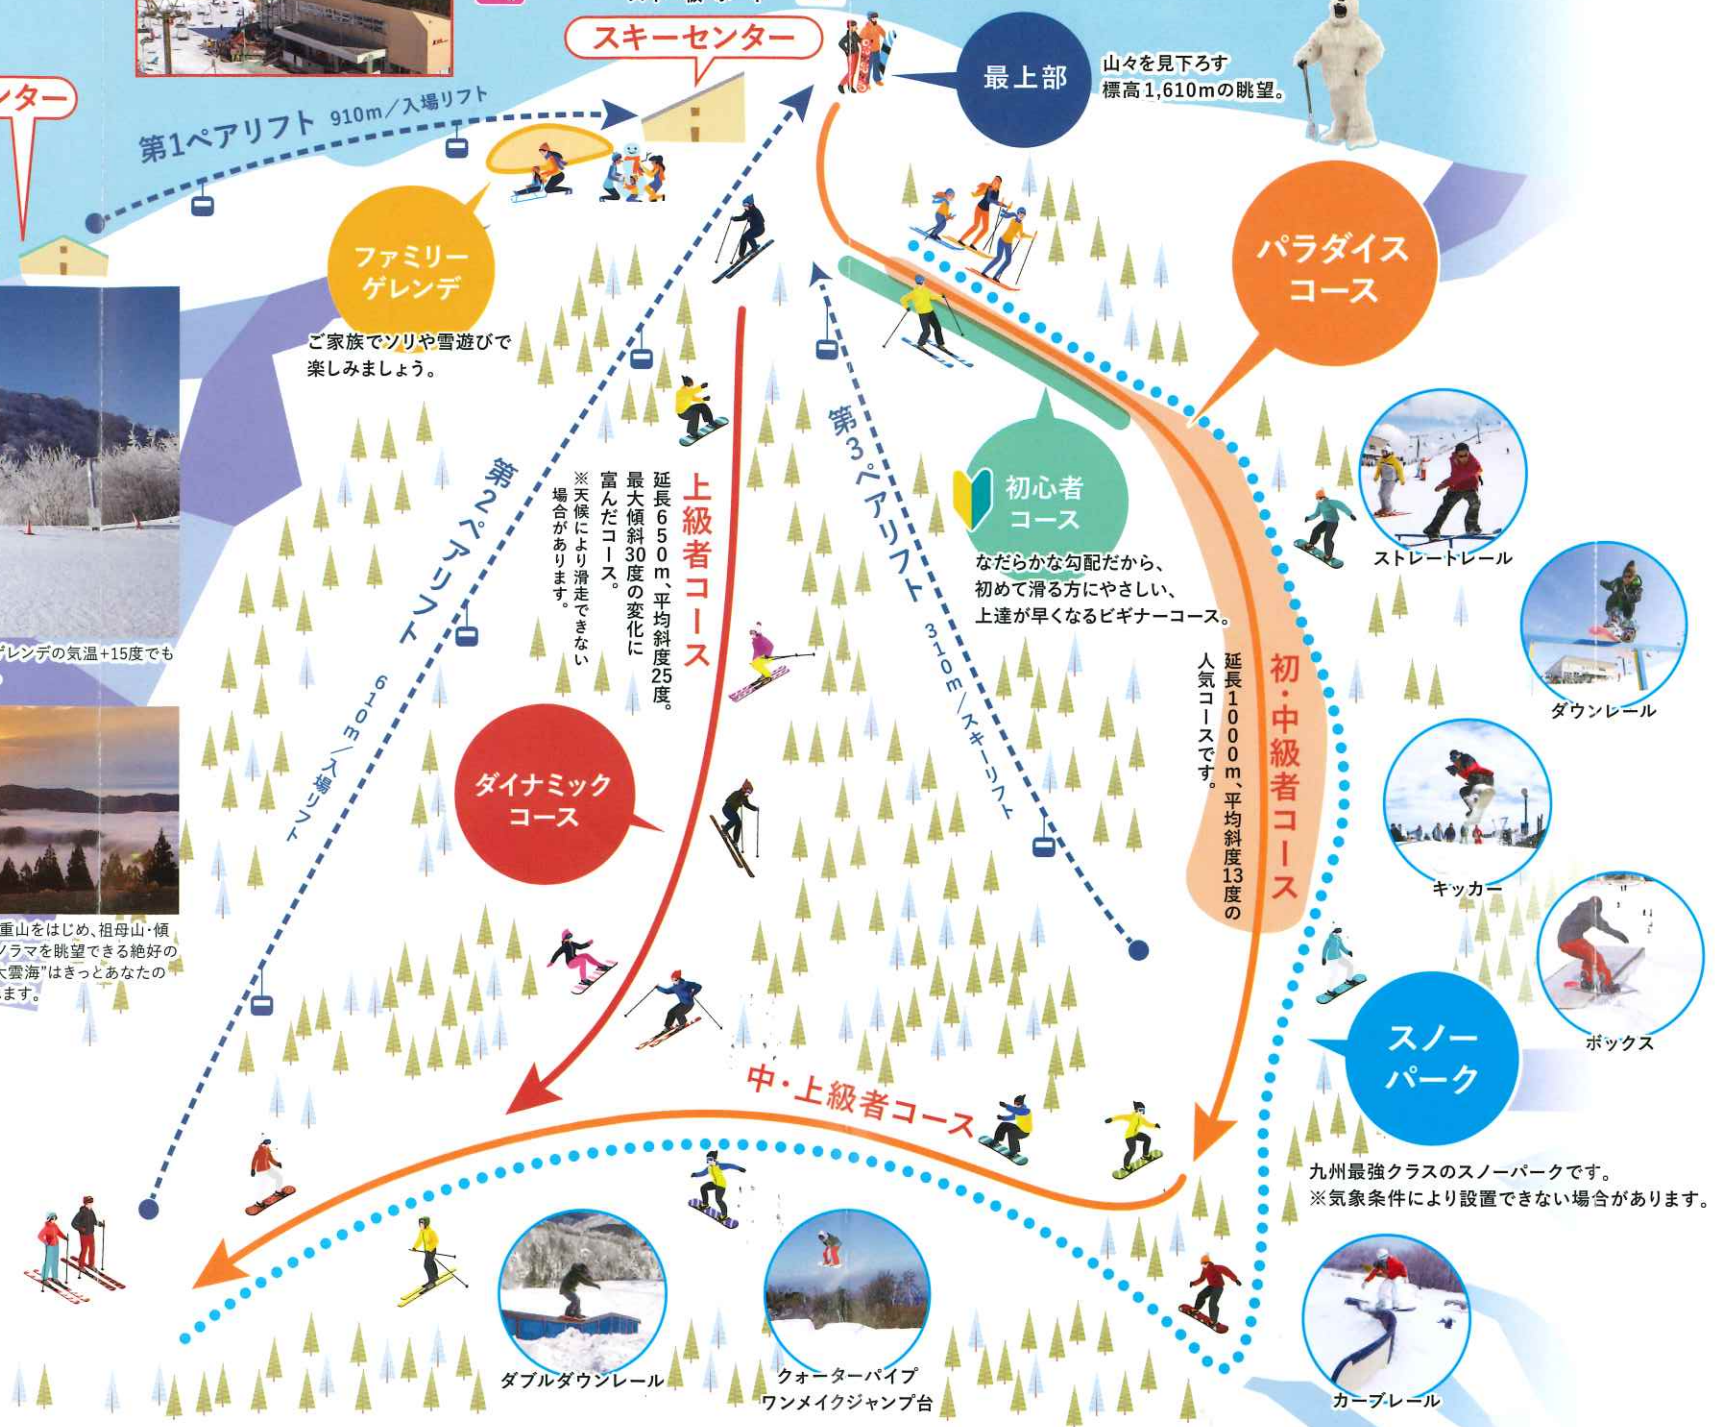 スキーセンター
ンター
第1ペアリフト 910m/入場リフト
最上部
山々を見下ろす
標高1,610mの眺望。
ファミリー
ゲレンデ
ご家族でソリや雪遊びで
楽しみましょう。
パラダイス
コース
第2ペアリフト 610m/入場リフト
上級者コース
延長650m、平均斜度25度。
最大傾斜30度の変化に
富んだコース。
※天候により滑走できない
場合があります。
第3ペアリフト 310m/スキーリフト
初心者
コース
なだらかな勾配だから、
初めて滑る方にやさしい、
上達が早くなるビギナーコース。
初・中級者コース
延長1000m、平均斜度13度の
人気コースです。
ストレートレール
ダウンレール
キッカー
ボックス
ダイナミック
コース
ゲレンデの気温+15度でも
重山をはじめ、祖母山・傾
ノラマを眺望できる絶好の
大雲海"はきっとあなたの
ます。
中・上級者コース
スノー
パーク
九州最強クラスのスノーパークです。
※気象条件により設置できない場合があります。
ダブルダウンレール
クォーターパイプ
ワンメイクジャンプ台
カーブレール